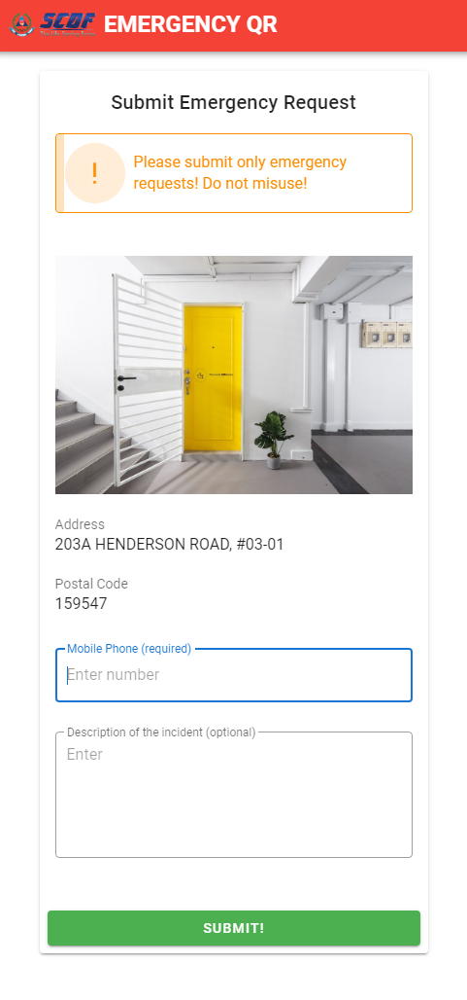 SCDF EMERGENCY QR
Submit Emergency Request
!
Please submit only emergency
requests! Do not misuse!
Address
203A HENDERSON ROAD, #03-01
Postal Code
159547
Mobile Phone (required)
Enter number
Description of the incident (optional)
Enter
SUBMIT!